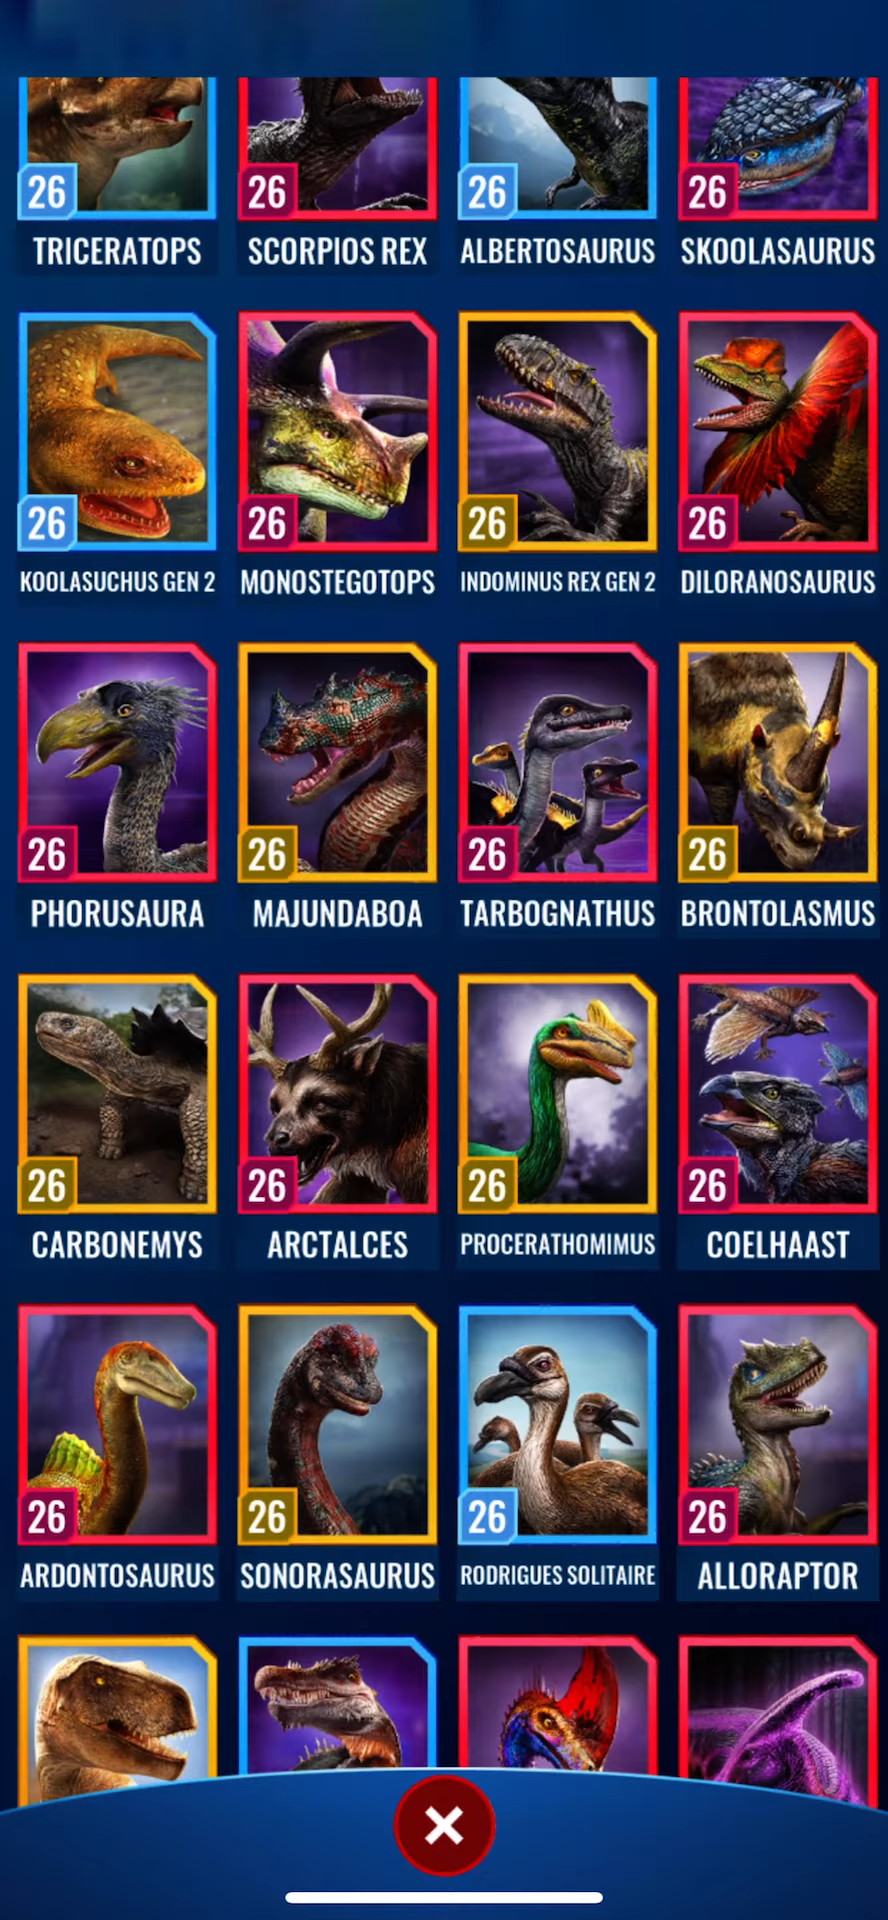 26 26 26 26
TRICERATOPS SCORPIOS REX ALBERTOSAURUS SKOOLASAURUS
26 26 26 26
KOOLASUCHUS GEN 2 MONOSTEGOTOPS INDOMINUS REX GEN 2 DILORANOSAURUS
26 26 26 26
PHORUSAURA MAJUNDABOA TARBOGNATHUS BRONTOLASMUS
26 26 26 26
CARBONEMYS ARCTALCES PROCERATHOMIMUS COELHAAST
26 26 26 26
ARDONTOSAURUS SONORASAURUS RODRIGUES SOLITAIRE ALLORAPTOR